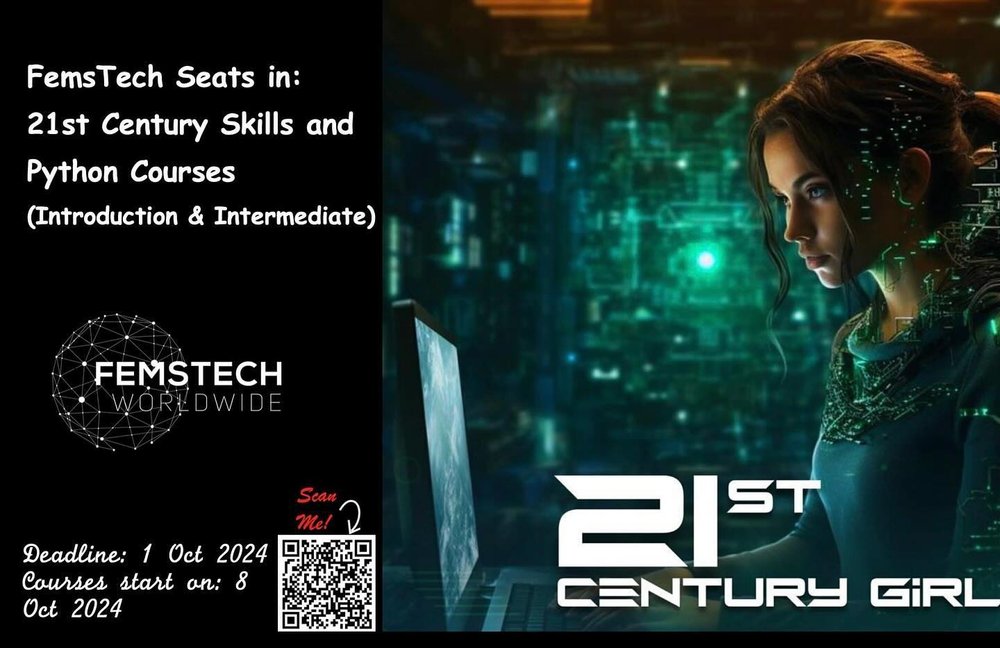 FemsTech Seats in:
21st Century Skills and
Python Courses
(Introduction & Intermediate)
FEMSTECH
WORLDWIDE
Scan
Me!
Deadline: 1 Oct 2024
Courses start on: 8
Oct 2024
21ST
CENTURY GiRL